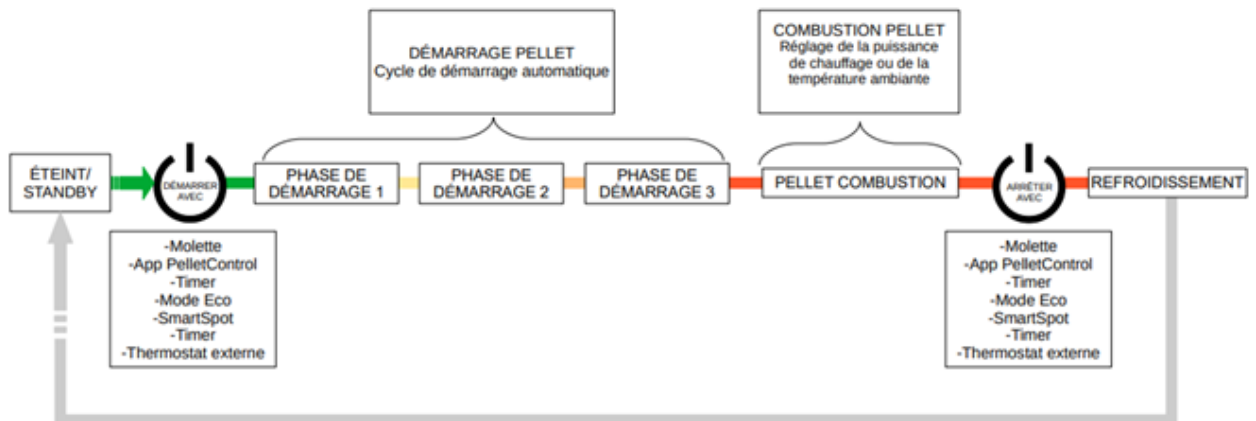 DÉMARRAGE PELLET
Cycle de démarrage automatique
COMBUSTION PELLET
Réglage de la puissance
de chauffage ou de la
température ambiante
ÉTEINT/
STANDBY
DÉMARRER
AVEC
PHASE DE
DÉMARRAGE 1
PHASE DE
DÉMARRAGE 2
PHASE DE
DÉMARRAGE 3
PELLET COMBUSTION
ARRÊTER
AVEC
REFROIDISSEMENT
-Molette
-App PelletControl
-Timer
-Mode Eco
-SmartSpot
-Timer
-Thermostat externe
-Molette
-App PelletControl
-Timer
-Mode Eco
-SmartSpot
-Timer
-Thermostat externe